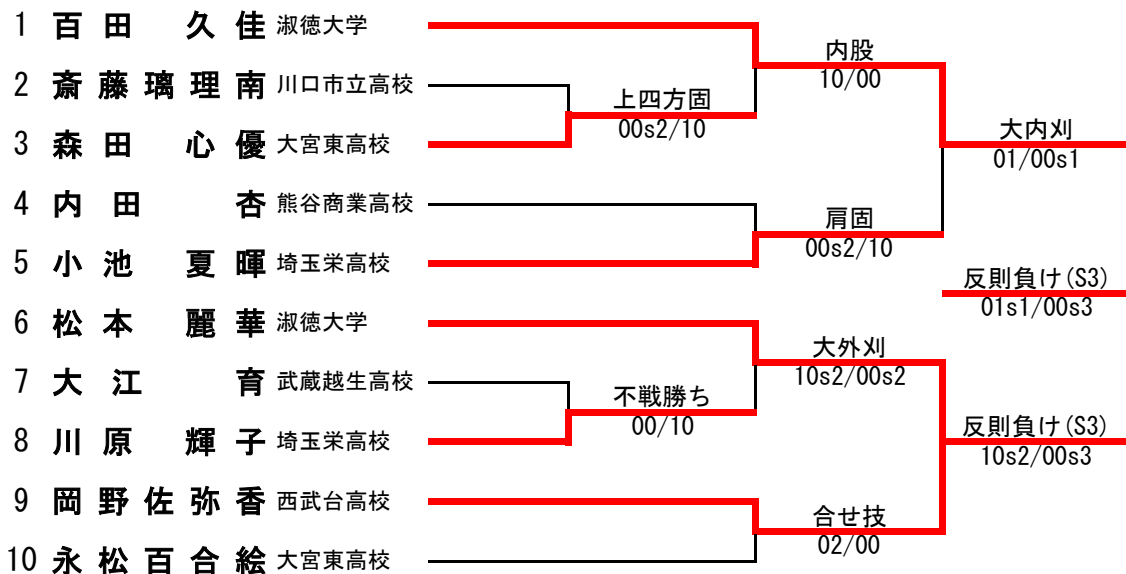 1 百田 久佳 淑徳大学
2 斎藤璃理南 川口市立高校
3 森田 心優 大宮東高校
4 内田 杏 熊谷商業高校
5 小池 夏暉 埼玉栄高校
6 松本 麗華 淑徳大学
7 大江 育 武蔵越生高校
8 川原 輝子 埼玉栄高校
9 岡野佐弥香 西武台高校
10 永松百合絵 大宮東高校
上四方固
00s2/10
不戦勝ち
00/10
内股
10/00
肩固
00s2/10
大外刈
10s2/00s2
合せ技
02/00
大内刈
01/00s1
反則負け(S3)
01s1/00s3
反則負け(S3)
10s2/00s3